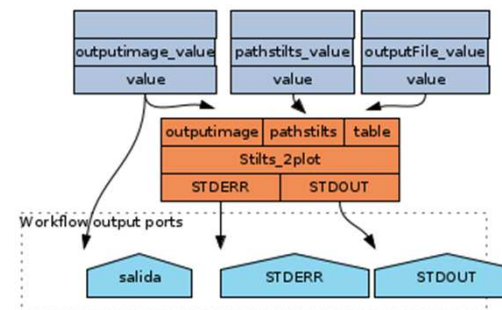 outputimage_value pathstilts_value outputFile_value
value value value
outputimage pathstilts table
Stilts_2plot
STDERR STDOUT
Workflow output ports
salida STDERR STDOUT